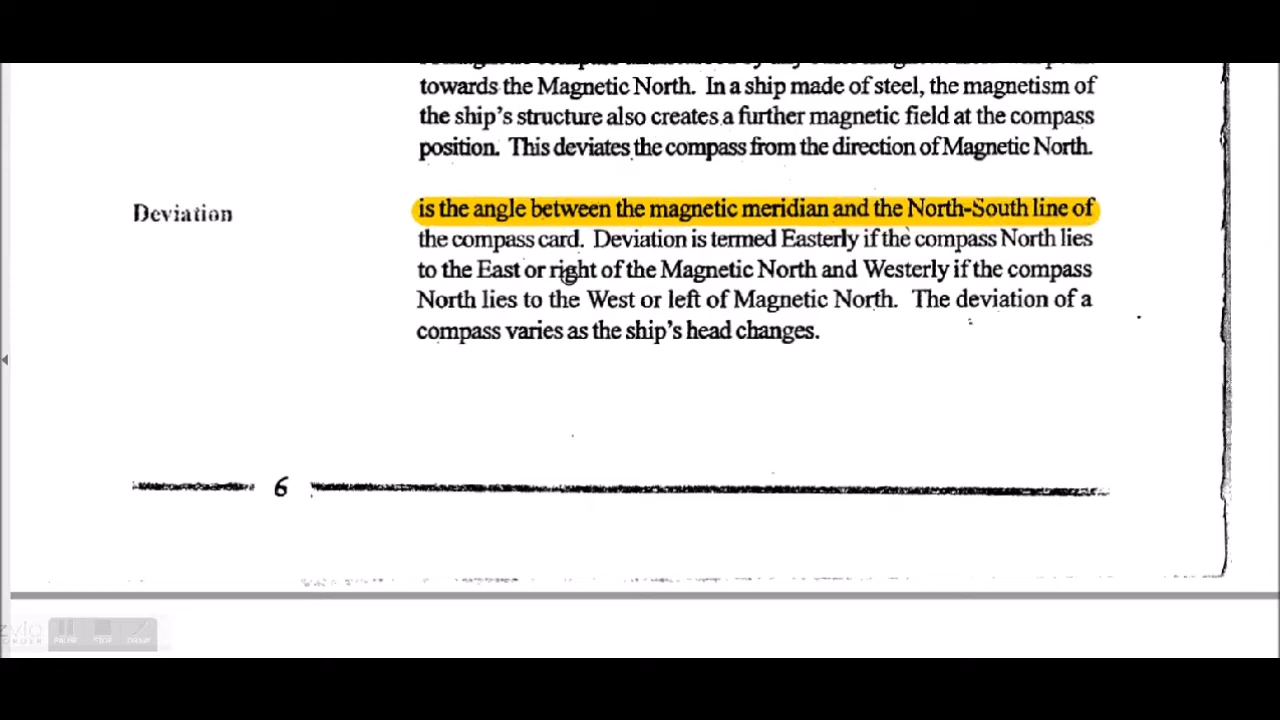 towards the Magnetic North. In a ship made of steel, the magnetism of
the ship's structure also creates a further magnetic field at the compass
position. This deviates the compass from the direction of Magnetic North.
Deviation
is the angle between the magnetic meridian and the North-South line of
the compass card. Deviation is termed Easterly if the compass North lies
to the East or right of the Magnetic North and Westerly if the compass
North lies to the West or left of Magnetic North. The deviation of a
compass varies as the ship's head changes.
6
PAUSE STOP